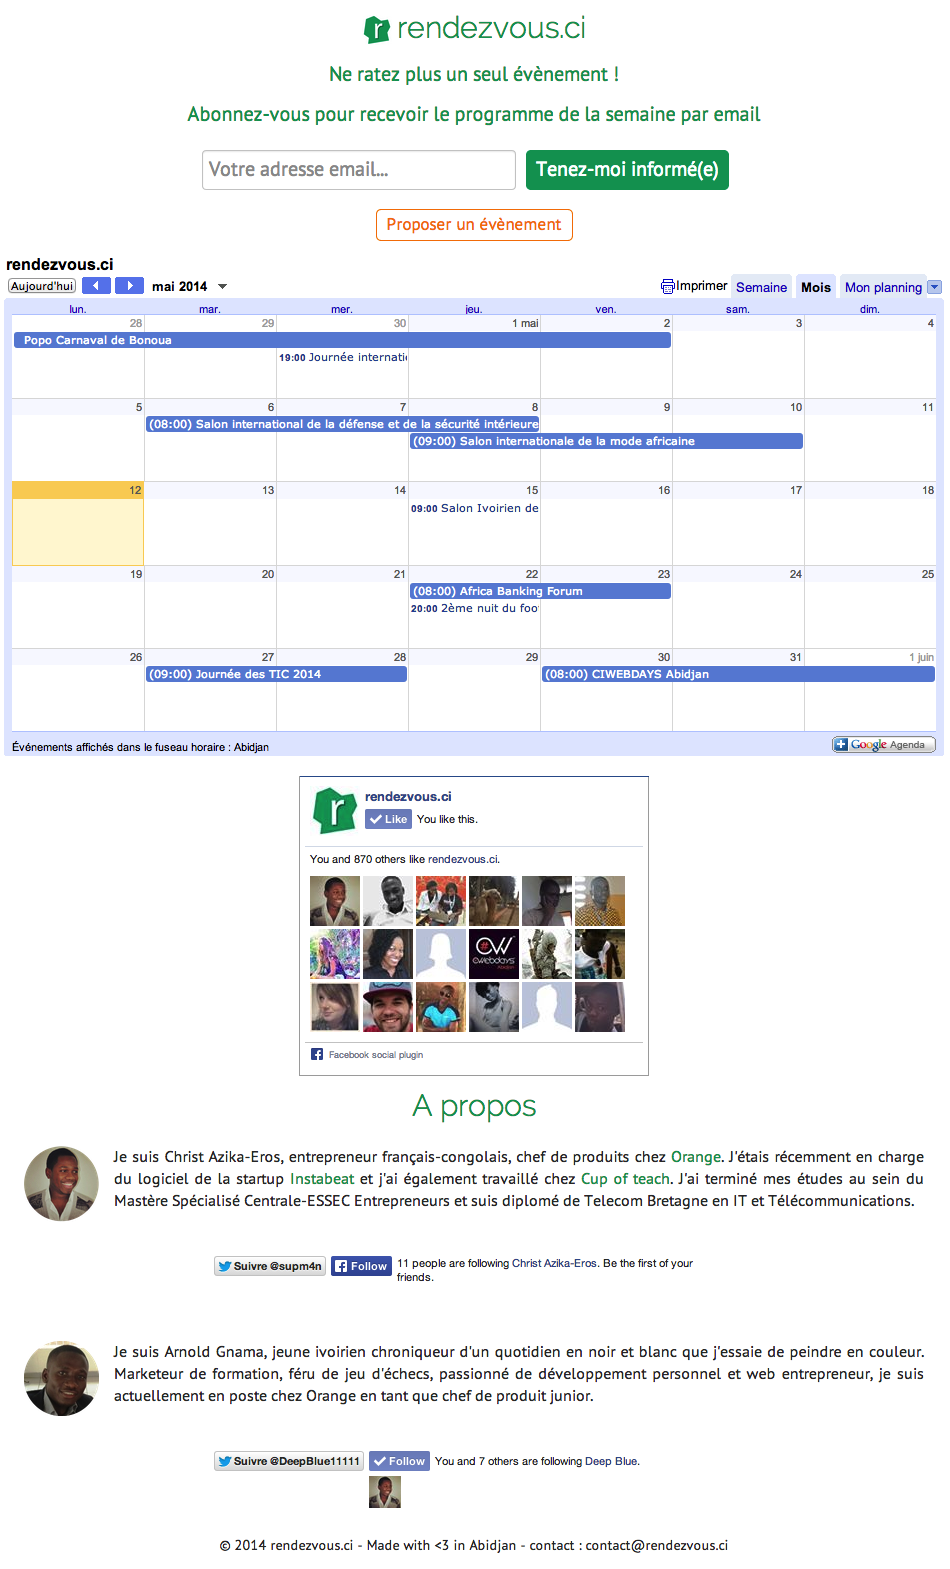 r rendezvous.ci
Ne ratez plus un seul évènement !
Abonnez-vous pour recevoir le programme de la semaine par email
Votre adresse email... Tenez-moi informé(e)
Proposer un évènement
rendezvous.ci
Aujourd'hui mai 2014 Imprimer Semaine Mois Mon planning
lun. mar. mer. jeu. ven. sam. dim.
28 29 30 1 mai 2 3 4
Popo Carnaval de Bonoua
19:00 Journée internati
5 6 7 8 9 10 11
(08:00) Salon international de la défense et de la sécurité intérieure
(09:00) Salon internationale de la mode africaine
12 13 14 15 16 17 18
09:00 Salon Ivoirien de
19 20 21 22 23 24 25
(08:00) Africa Banking Forum
20:00 2ème nuit du foo
26 27 28 29 30 31 1 juin
(09:00) Journée des TIC 2014 (08:00) CIWEBDAYS Abidjan
Événements affichés dans le fuseau horaire : Abidjan Google Agenda
r rendezvous.ci
Like You like this.
You and 870 others like rendezvous.ci.
#CW
Facebook social plugin
A propos
Je suis Christ Azika-Eros, entrepreneur français-congolais, chef de produits chez Orange. J'étais récemment en charge
du logiciel de la startup Instabeat et j'ai également travaillé chez Cup of teach. J'ai terminé mes études au sein du
Mastère Spécialisé Centrale-ESSEC Entrepreneurs et suis diplomé de Telecom Bretagne en IT et Télécommunications.
Suivre @supm4n Follow 11 people are following Christ Azika-Eros. Be the first of your
friends.
Je suis Arnold Gnama, jeune ivoirien chroniqueur d'un quotidien en noir et blanc que j'essaie de peindre en couleur.
Marketeur de formation, féru de jeu d'échecs, passionné de développement personnel et web entrepreneur, je suis
actuellement en poste chez Orange en tant que chef de produit junior.
Suivre @DeepBlue11111 Follow You and 7 others are following Deep Blue.
© 2014 rendezvous.ci - Made with <3 in Abidjan - contact : contact@rendezvous.ci